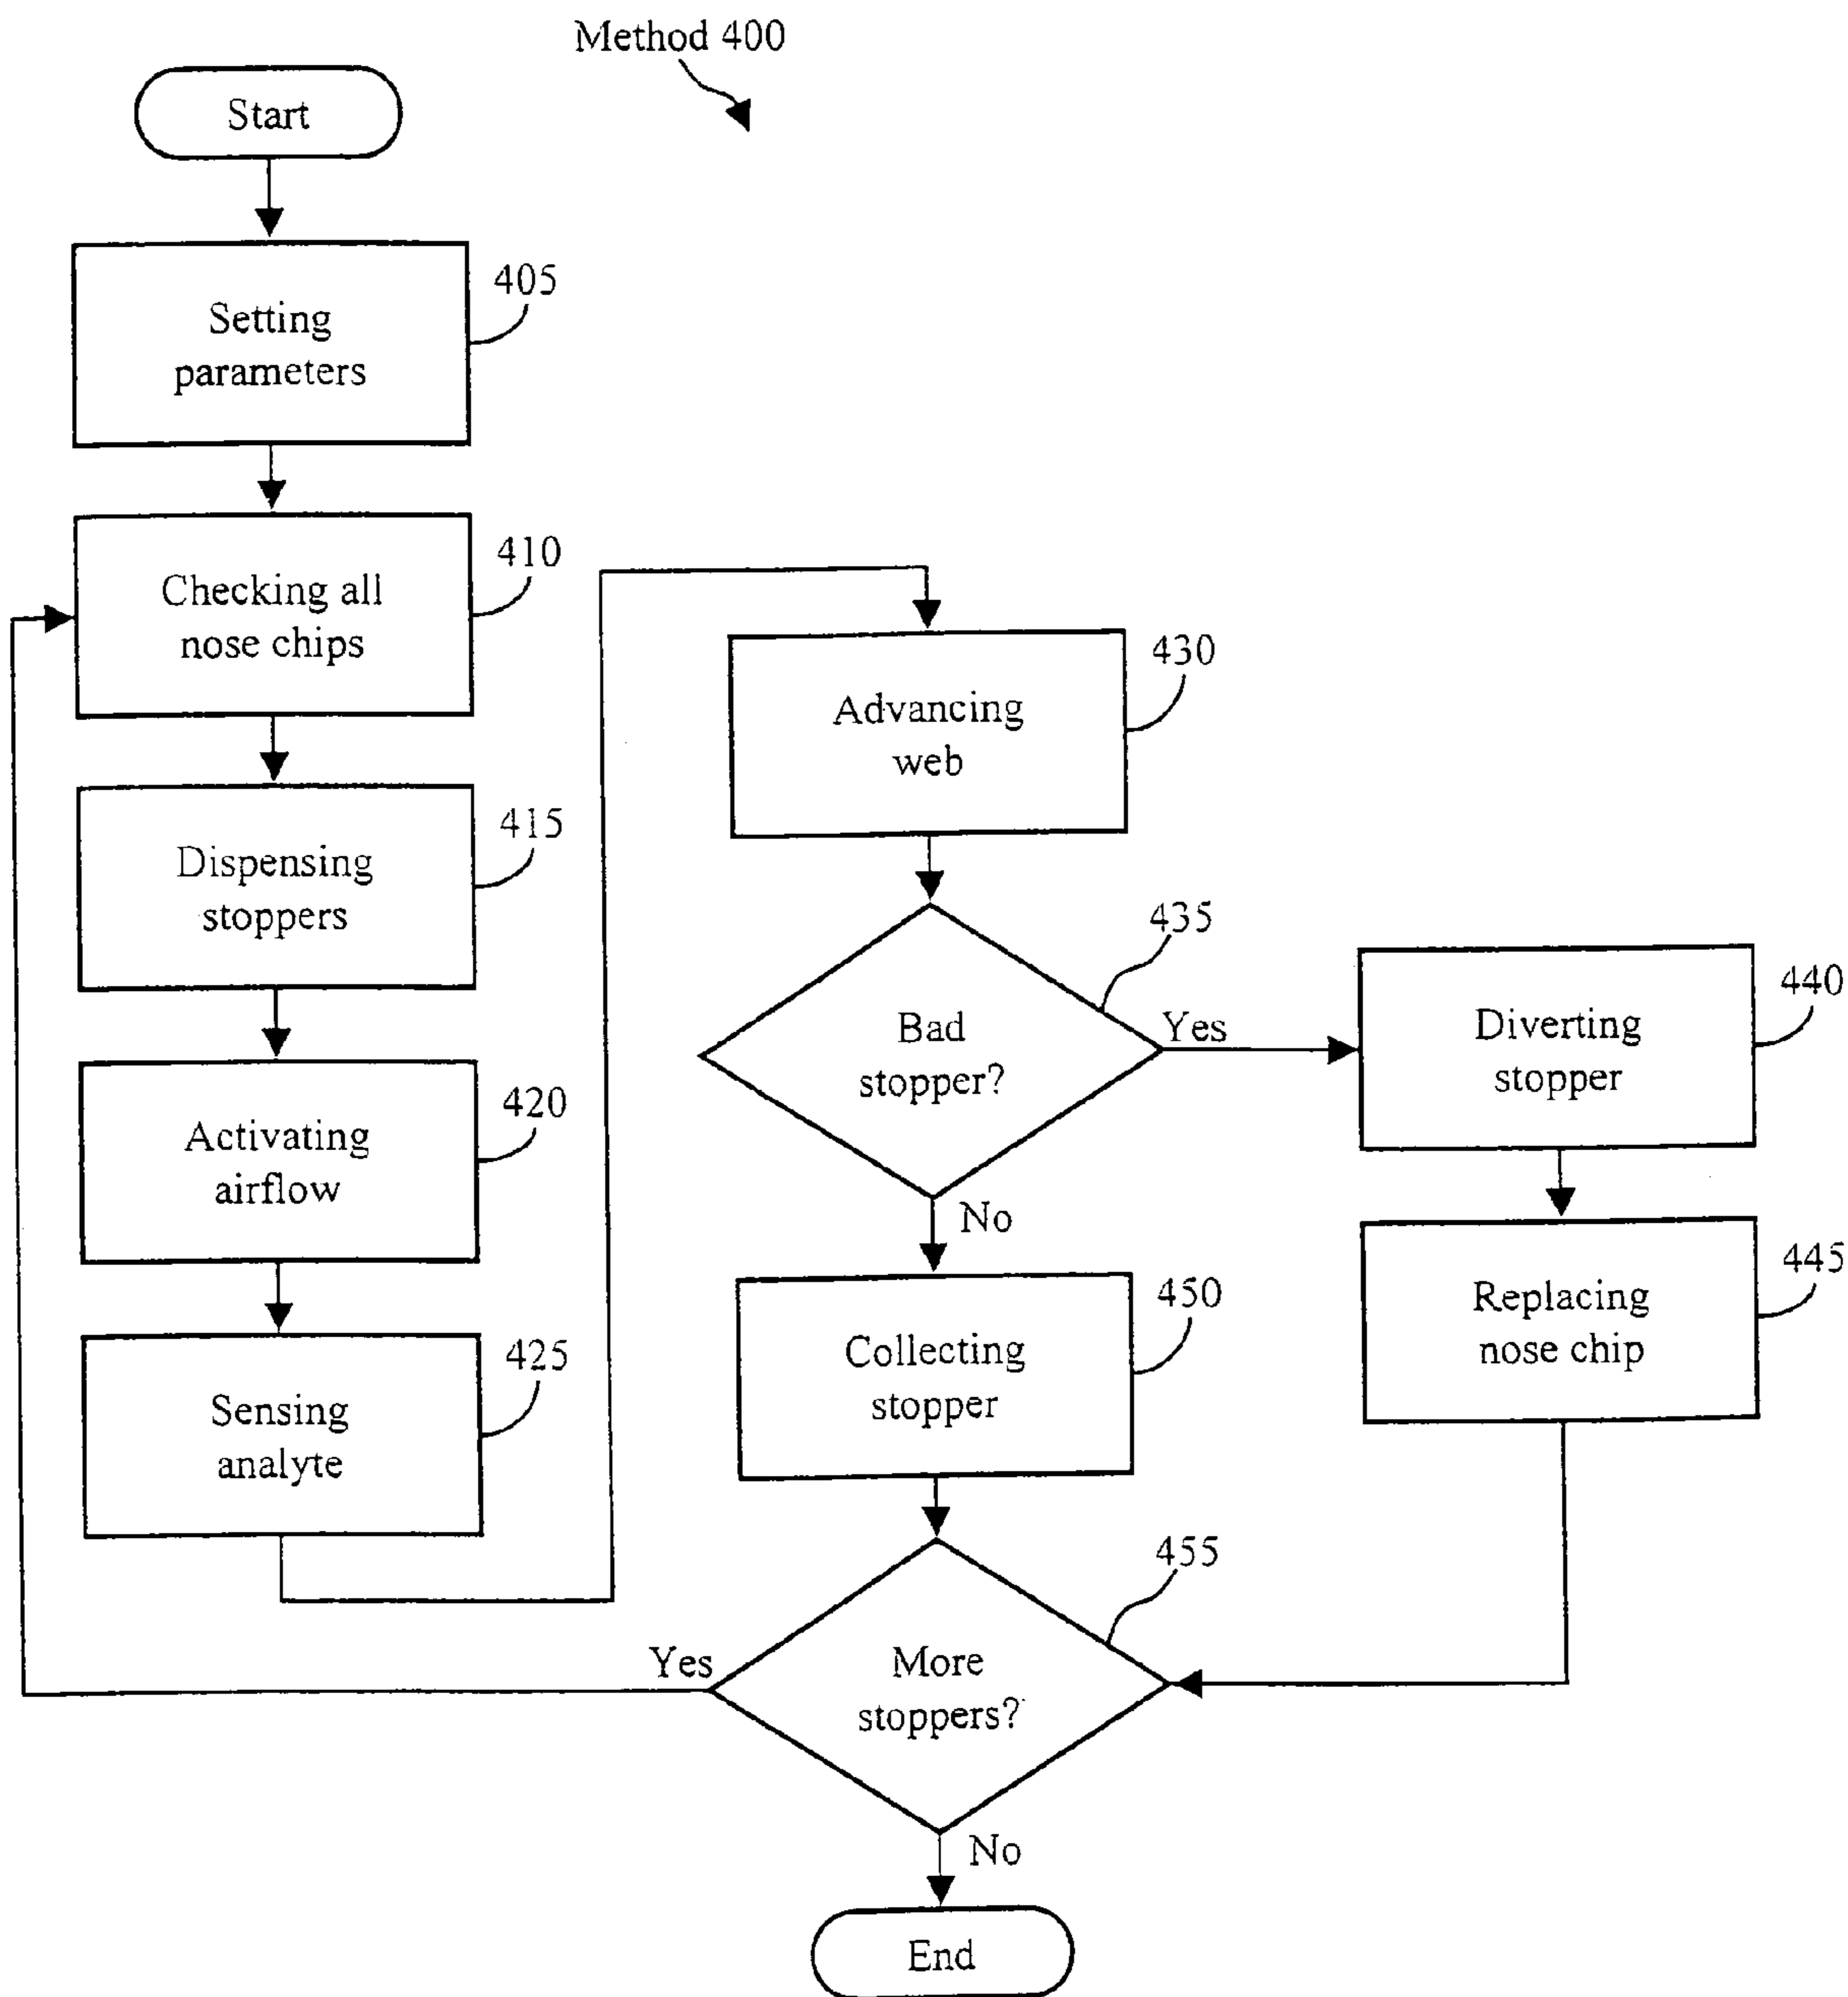 Method 400
Start
405
Setting
parameters
410
Checking all
nose chips
415
Dispensing
stoppers
420
Activating
airflow
425
Sensing
analyte
430
Advancing
web
435
Bad
stopper?
Yes
No
440
Diverting
stopper
445
Replacing
nose chip
450
Collecting
stopper
455
More
stoppers?
Yes
No
End